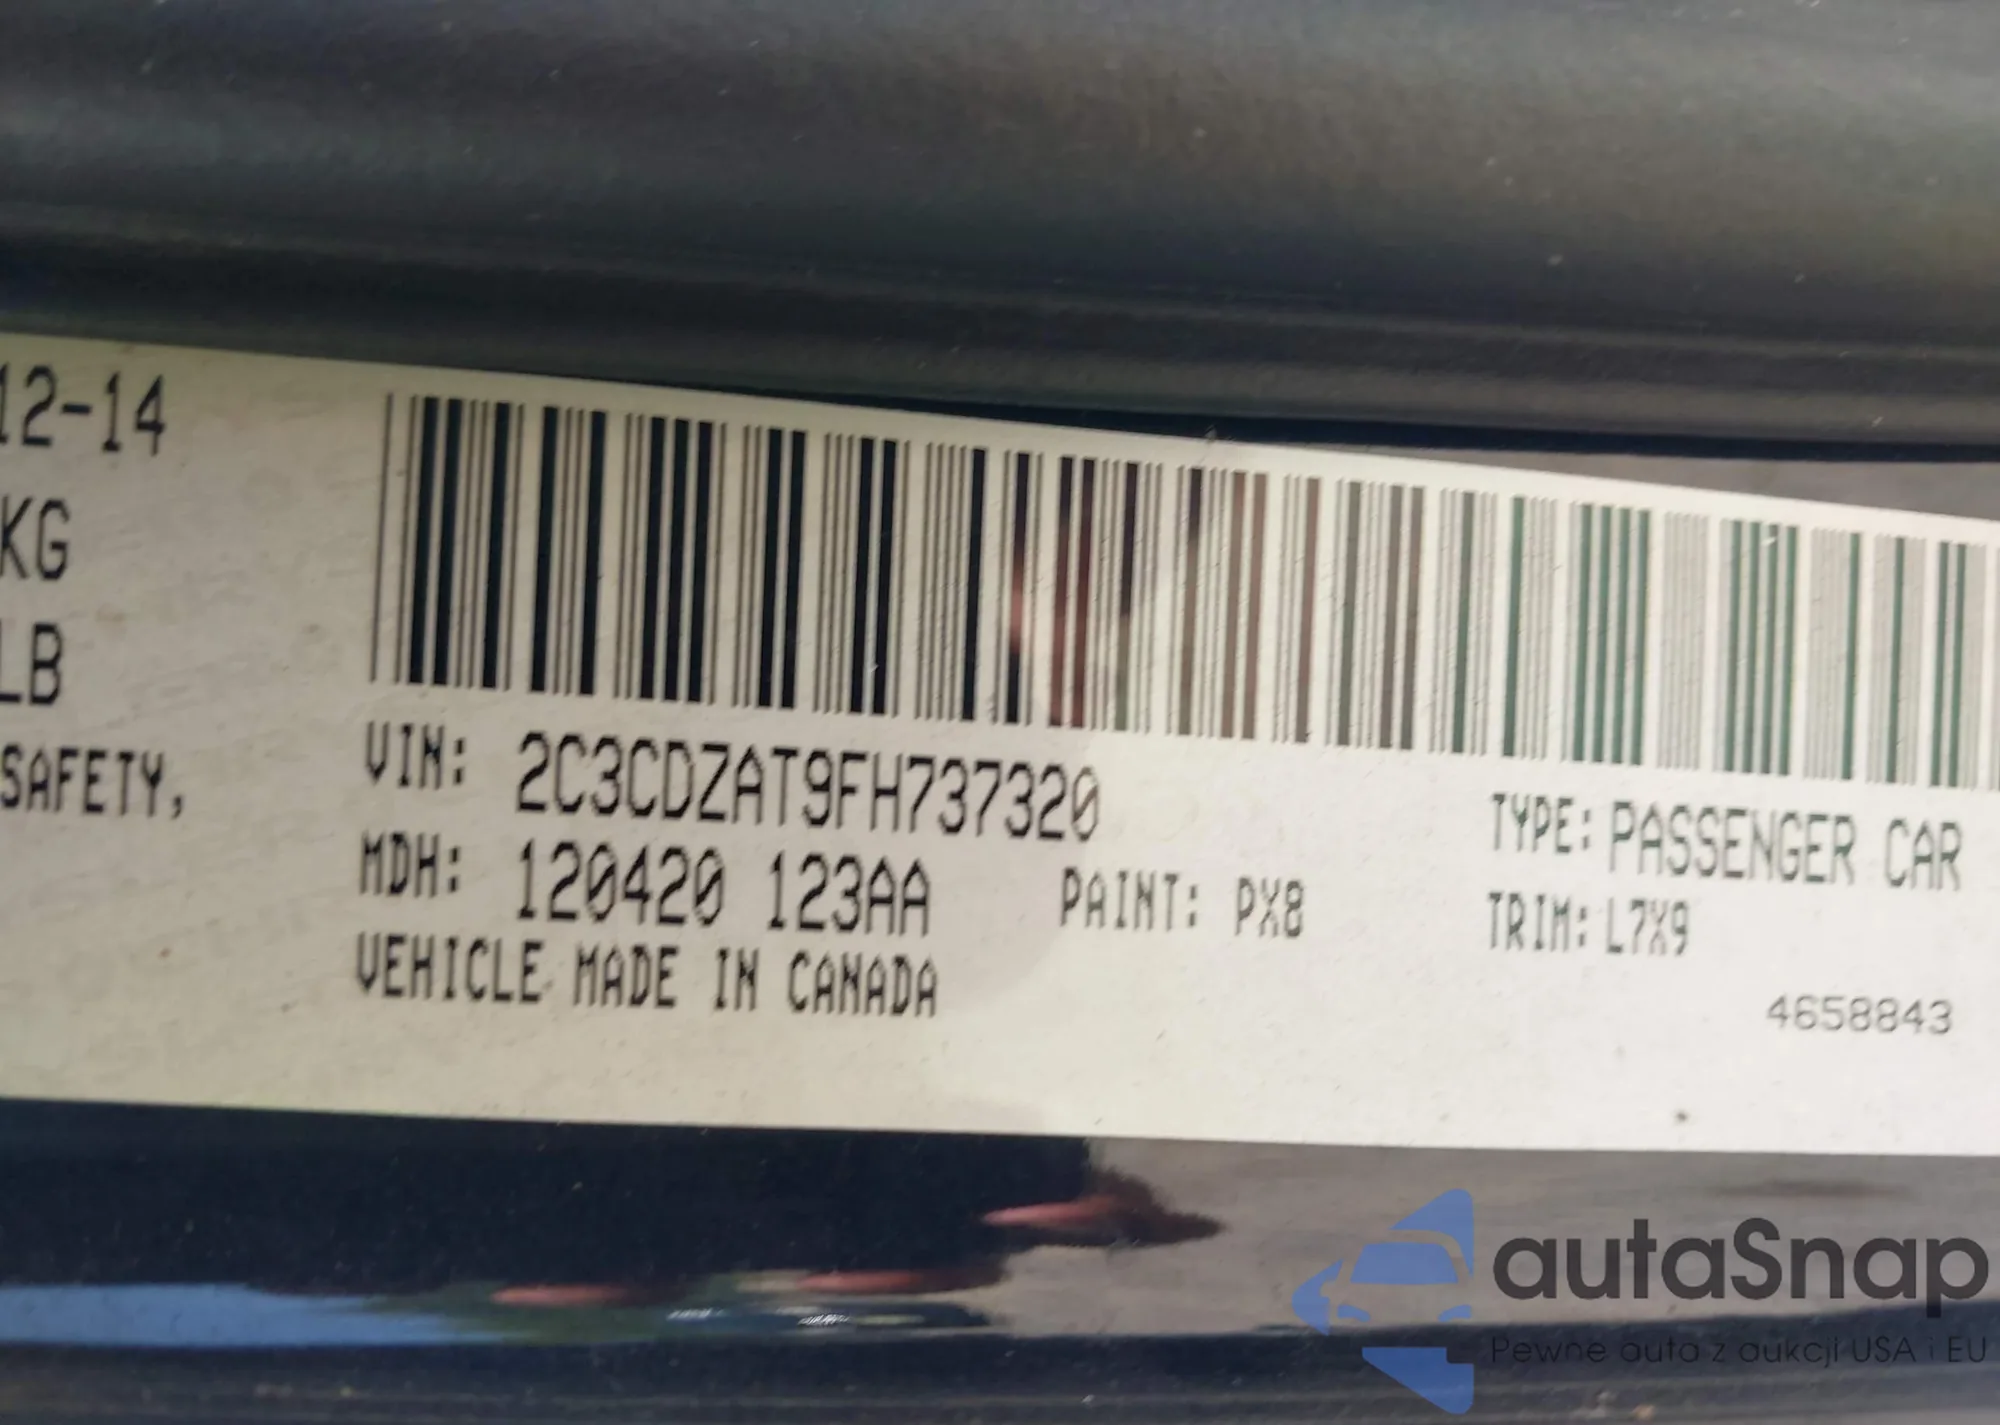 12-14
KG
LB
SAFETY,
VIN: 2C3CDZAT9FH737320
MDH: 120420 123AA
PAINT: PX8
VEHICLE MADE IN CANADA
TYPE: PASSENGER CAR
TRIM: L7X9
4658843
autaSnap
Pewne auta z aukcji USA i EU